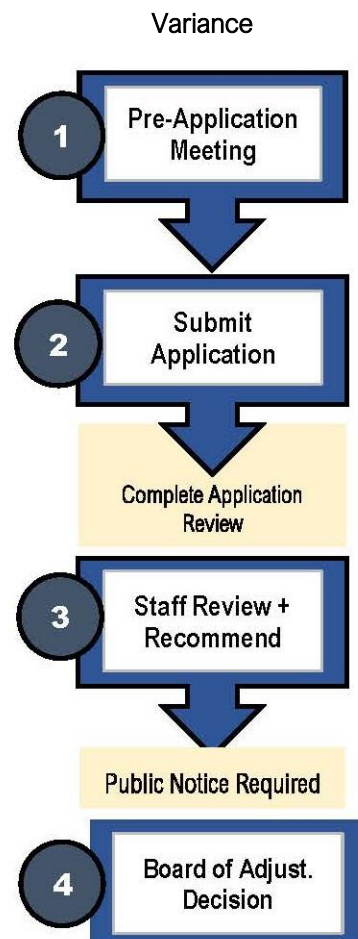 Variance
1
Pre-Application
Meeting
2
Submit
Application
Complete Application
Review
3
Staff Review +
Recommend
Public Notice Required
4
Board of Adjust.
Decision